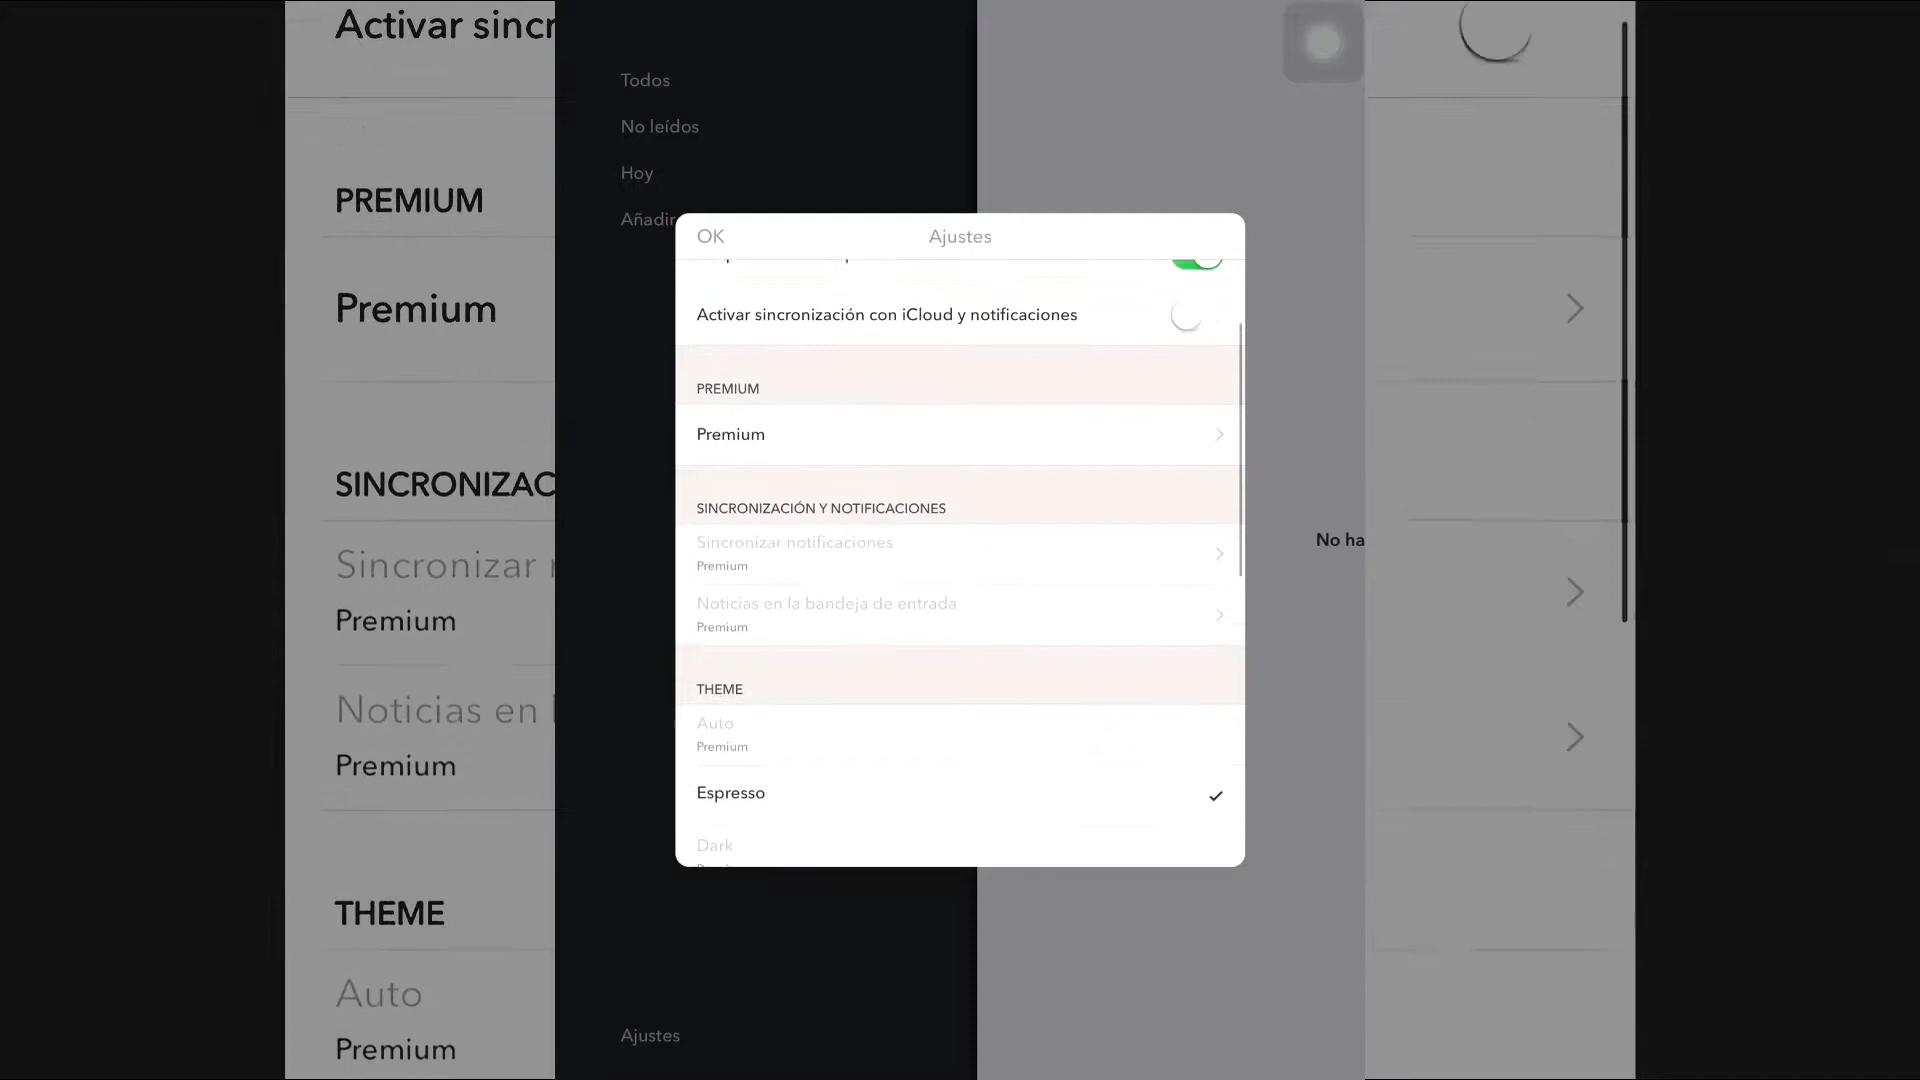 Activar sincr
PREMIUM
Premium
SINCRONIZAC
Sincronizar
Premium
Noticias en
Premium
THEME
Auto
Premium
Todos
No leídos
Hoy
Añadir
OK
Ajustes
Activar sincronización con iCloud y notificaciones
PREMIUM
Premium
SINCRONIZACIÓN Y NOTIFICACIONES
Sincronizar notificaciones
Premium
Noticias en la bandeja de entrada
Premium
THEME
Auto
Premium
Espresso
Dark
Ajustes
No ha